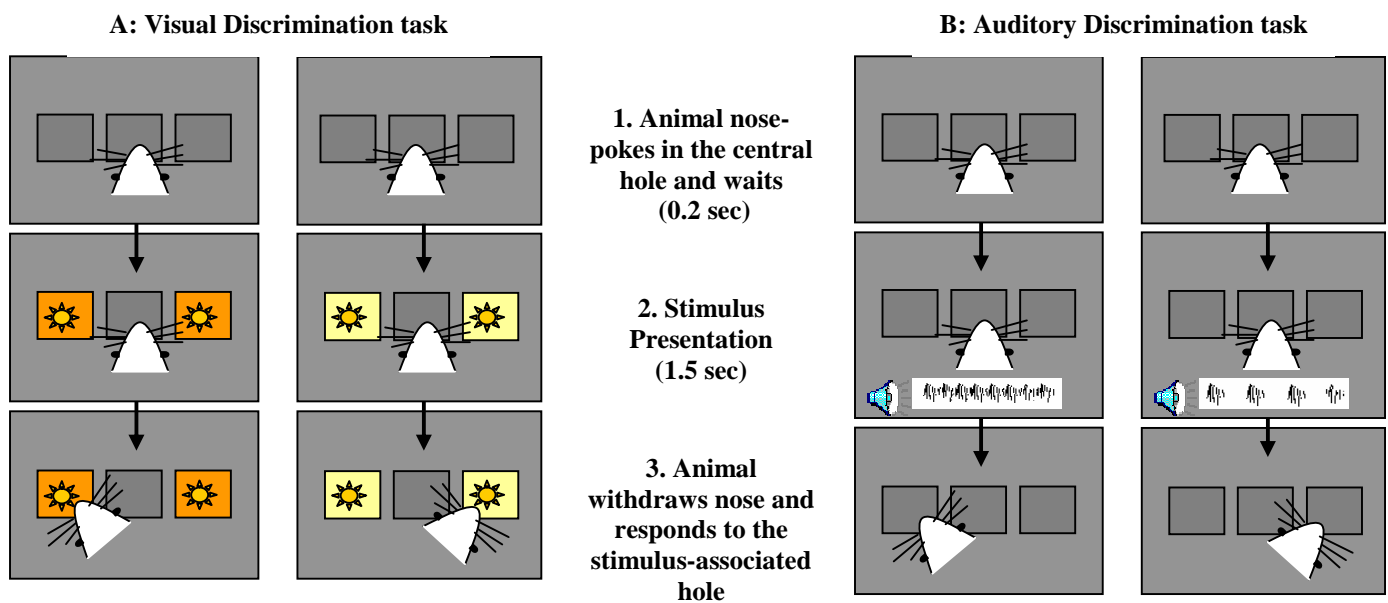 A: Visual Discrimination task
B: Auditory Discrimination task
1. Animal nose-
pokes in the central
hole and waits
(0.2 sec)
2. Stimulus
Presentation
(1.5 sec)
3. Animal
withdraws nose and
responds to the
stimulus-associated
hole